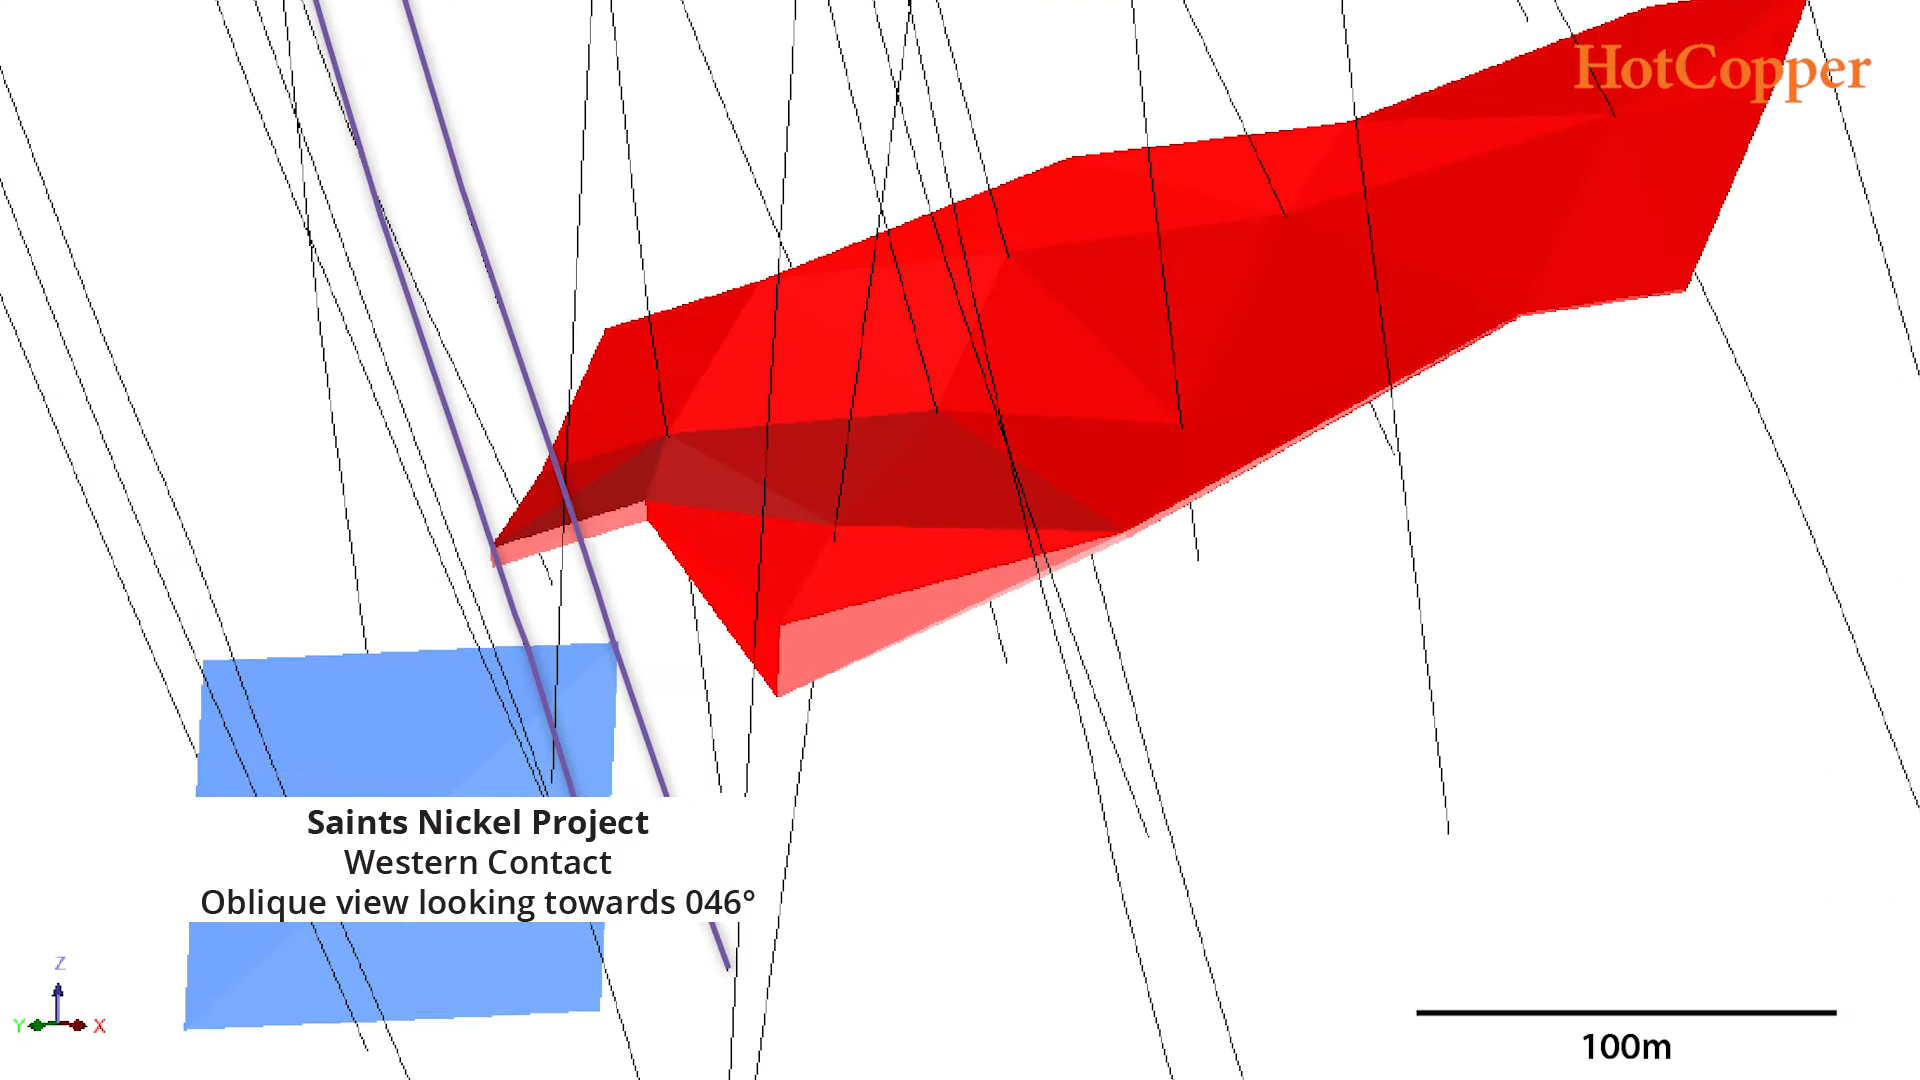 HotCopper
Saints Nickel Project
Western Contact
Oblique view looking towards 046°
Z
Y X
100m